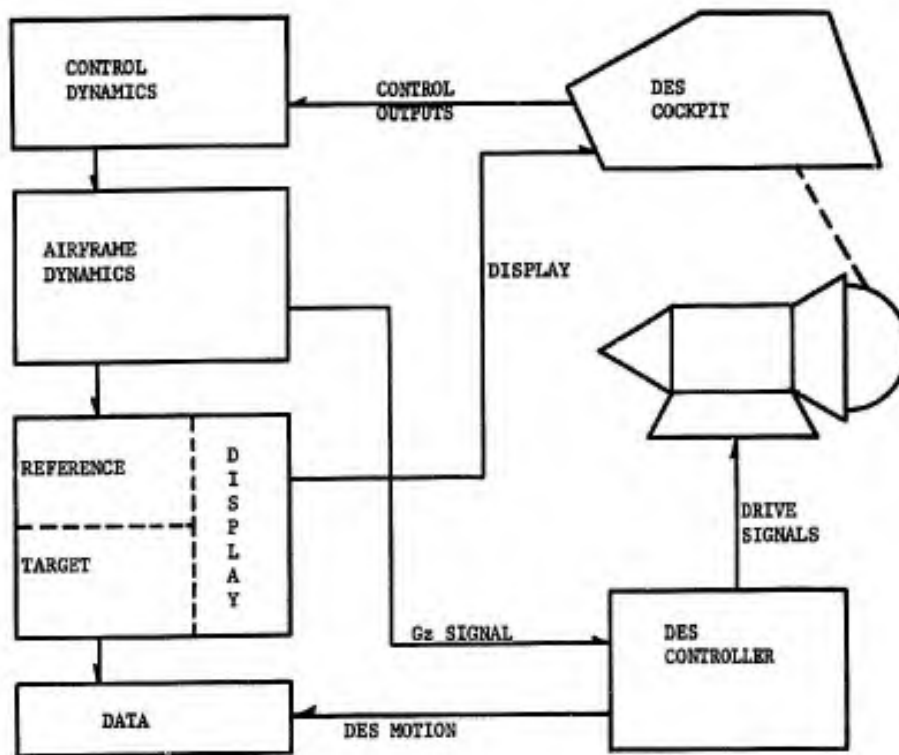 CONTROL
DYNAMICS
CONTROL
OUTPUTS
DES
COCKPIT
AIRFRAME
DYNAMICS
DISPLAY
REFERENCE
TARGET
DISPLAY
DRIVE
SIGNALS
Gz SIGNAL
DES
CONTROLLER
DATA
DES MOTION